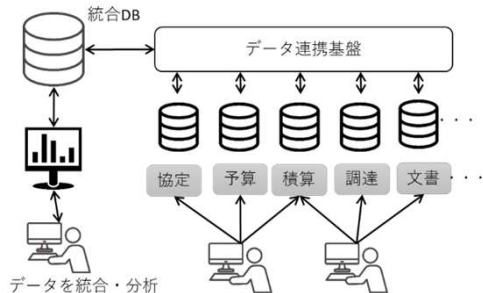 統合DB
データ連携基盤
・・・
協定 予算 積算 調達 文書 ・・・
データを統合・分析